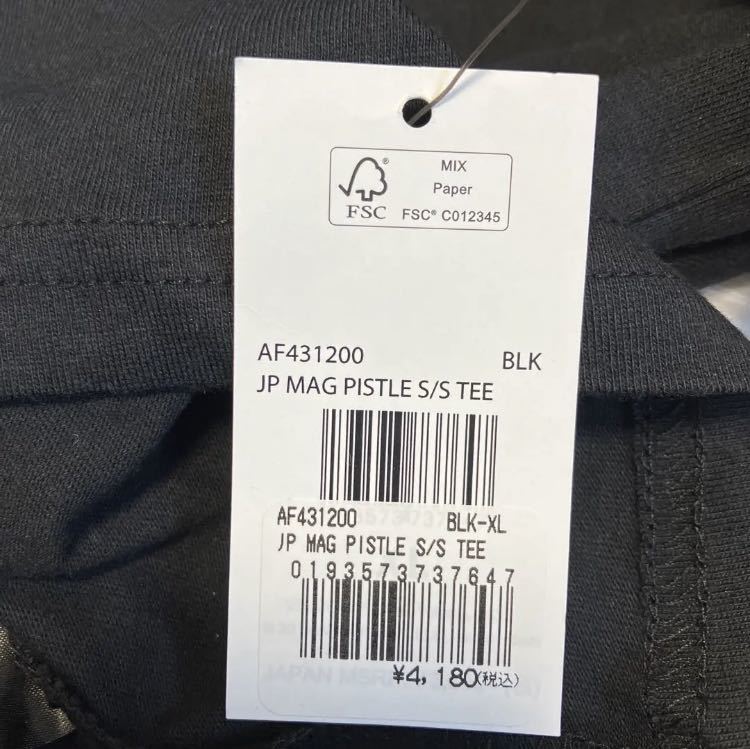 MIX
Paper
FSC® C012345
FSC
AF431200 BLK
JP MAG PISTLE S/S TEE
AF431200 BLK-XL
JP MAG PISTLE S/S TEE
0193573737647
¥4,180(税込)